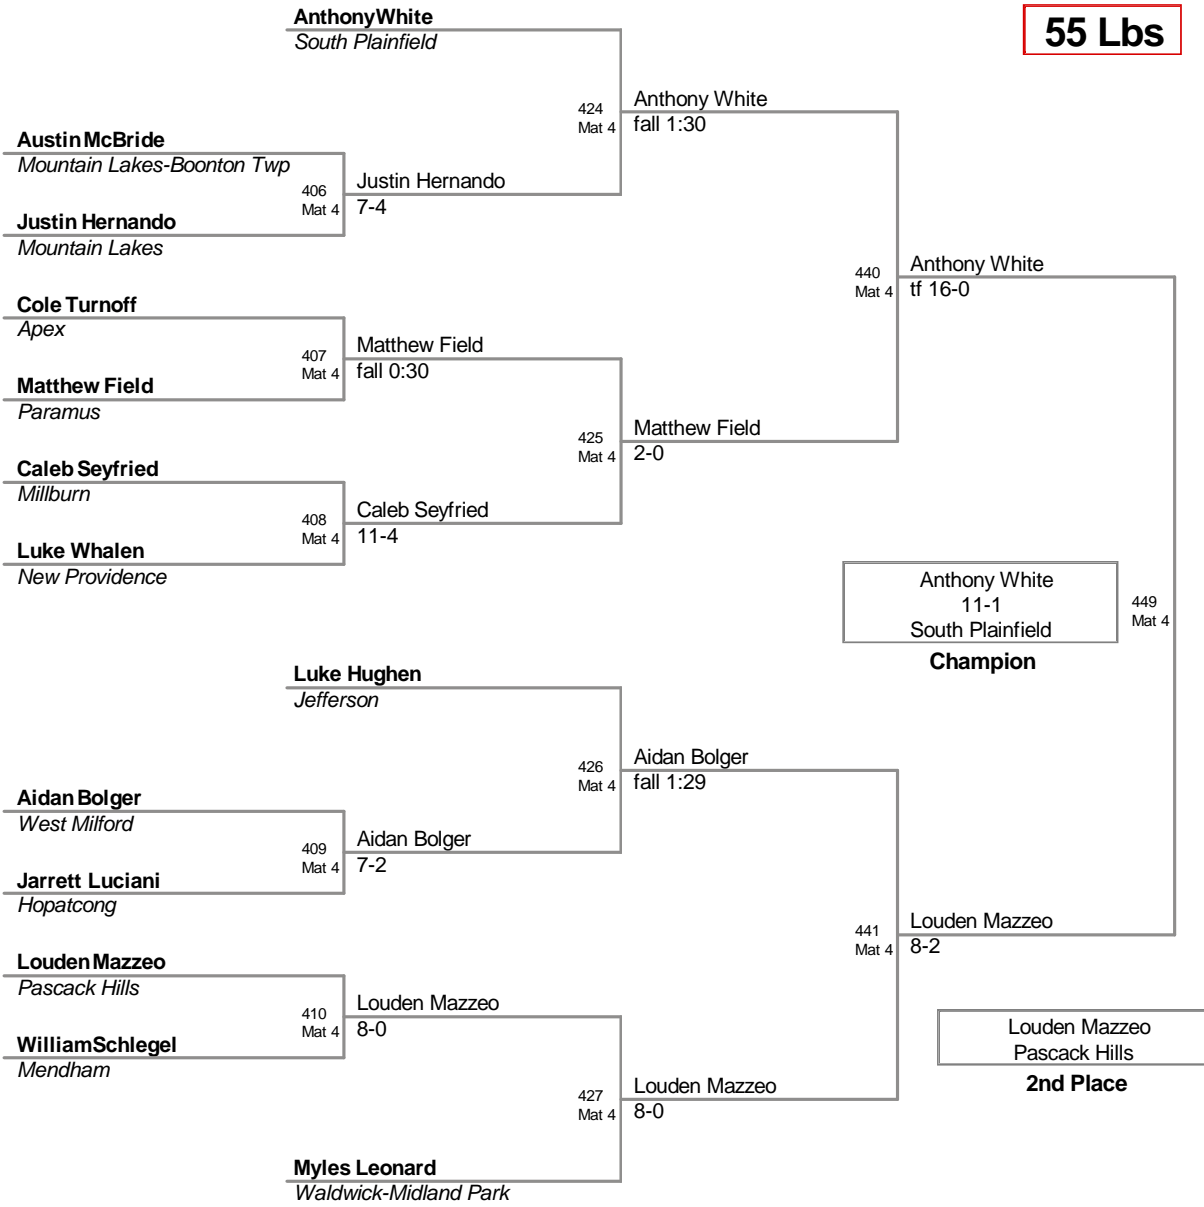 AnthonyWhite
South Plainfield
55 Lbs
424
Mat 4
Anthony White
fall 1:30
Austin McBride
Mountain Lakes-Boonton Twp
406
Mat 4
Justin Hernando
7-4
Justin Hernando
Mountain Lakes
440
Mat 4
Anthony White
tf 16-0
Cole Turnoff
Apex
407
Mat 4
Matthew Field
fall 0:30
Matthew Field
Paramus
425
Mat 4
Matthew Field
2-0
Caleb Seyfried
Millburn
408
Mat 4
Caleb Seyfried
11-4
Luke Whalen
New Providence
Anthony White
11-1
South Plainfield
Champion
449
Mat 4
Luke Hughen
Jefferson
426
Mat 4
Aidan Bolger
fall 1:29
Aidan Bolger
West Milford
409
Mat 4
Aidan Bolger
7-2
Jarrett Luciani
Hopatcong
441
Mat 4
Louden Mazzeo
8-2
Louden Mazzeo
Pascack Hills
410
Mat 4
Louden Mazzeo
8-0
WilliamSchlegel
Mendham
Louden Mazzeo
Pascack Hills
2nd Place
427
Mat 4
Louden Mazzeo
8-0
Myles Leonard
Waldwick-Midland Park